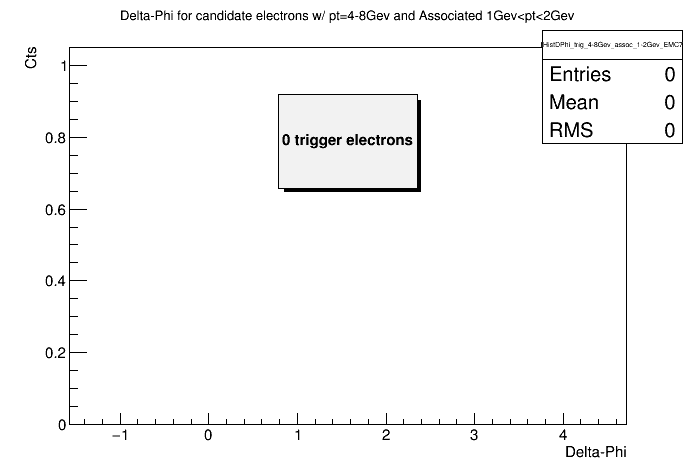 Delta-Phi for candidate electrons w/ pt=4-8Gev and Associated 1Gev<pt<2Gev
HistDPhi_trig_4-8Gev_assoc_1-2Gev_EMC7
Entries 0
Mean 0
RMS 0
Cts
1
0.8
0.6
0.4
0.2
0
0 trigger electrons
−1 0 1 2 3 4
Delta-Phi